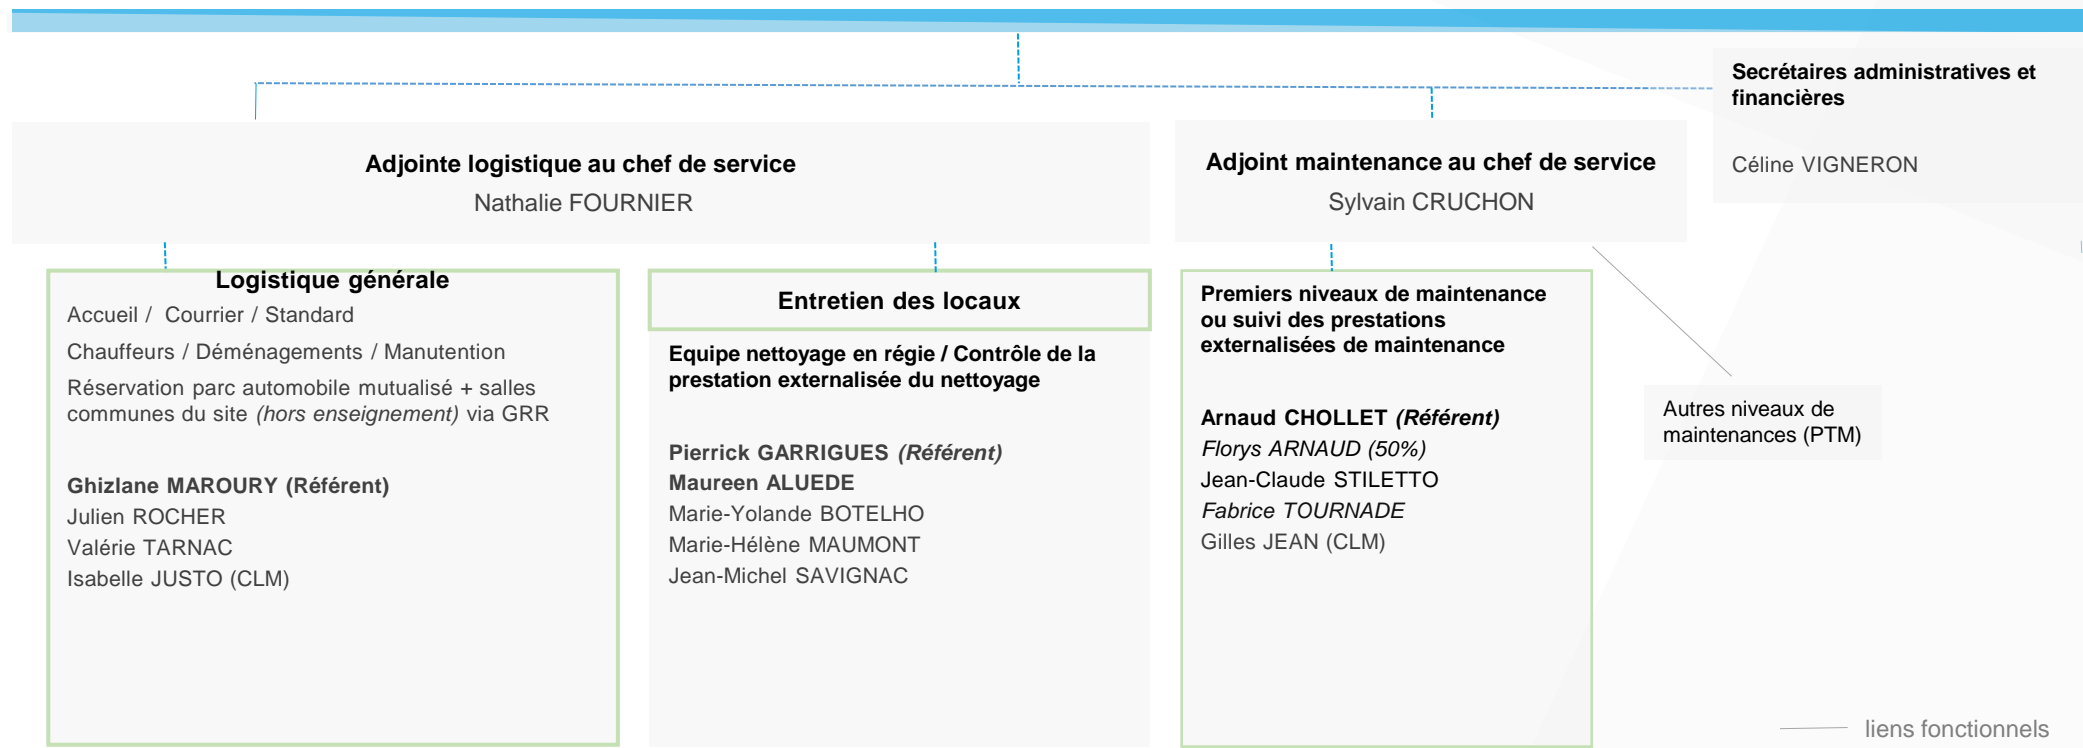 Secrétaires administratives et
financières
Céline VIGNERON
Adjointe logistique au chef de service
Nathalie FOURNIER
Adjoint maintenance au chef de service
Sylvain CRUCHON
Logistique générale
Accueil /  Courrier / Standard
Chauffeurs / Déménagements / Manutention
Réservation parc automobile mutualisé + salles
communes du site (hors enseignement) via GRR
Ghizlane MAROURY (Référent)
Julien ROCHER
Valérie TARNAC
Isabelle JUSTO (CLM)
Entretien des locaux
Equipe nettoyage en régie / Contrôle de la
prestation externalisée du nettoyage
Pierrick GARRIGUES (Référent)
Maureen ALUEDE
Marie-Yolande BOTELHO
Marie-Hélène MAUMONT
Jean-Michel SAVIGNAC
Premiers niveaux de maintenance
ou suivi des prestations
externalisées de maintenance
Arnaud CHOLLET (Référent)
Florys ARNAUD (50%)
Jean-Claude STILETTO
Fabrice TOURNADE
Gilles JEAN (CLM)
Autres niveaux de
maintenances (PTM)
liens fonctionnels